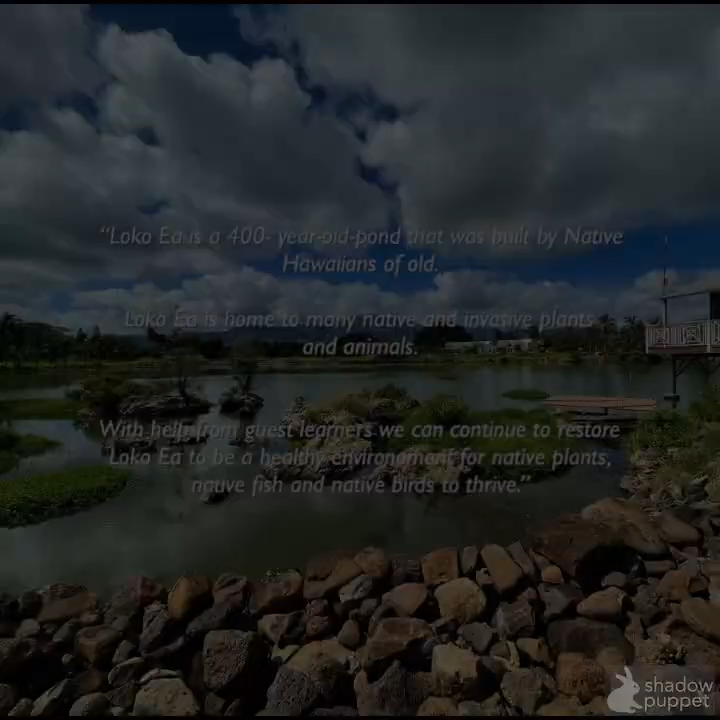 “Loko Ea is a 400- year-old-pond that was built by Native
Hawaiians of old.
Loko Ea is home to many native and invasive plants
and animals.
With help from guest learners we can continue to restore
Loko Ea to be a healthy environment for native plants,
native fish and native birds to thrive.”
shadow
puppet